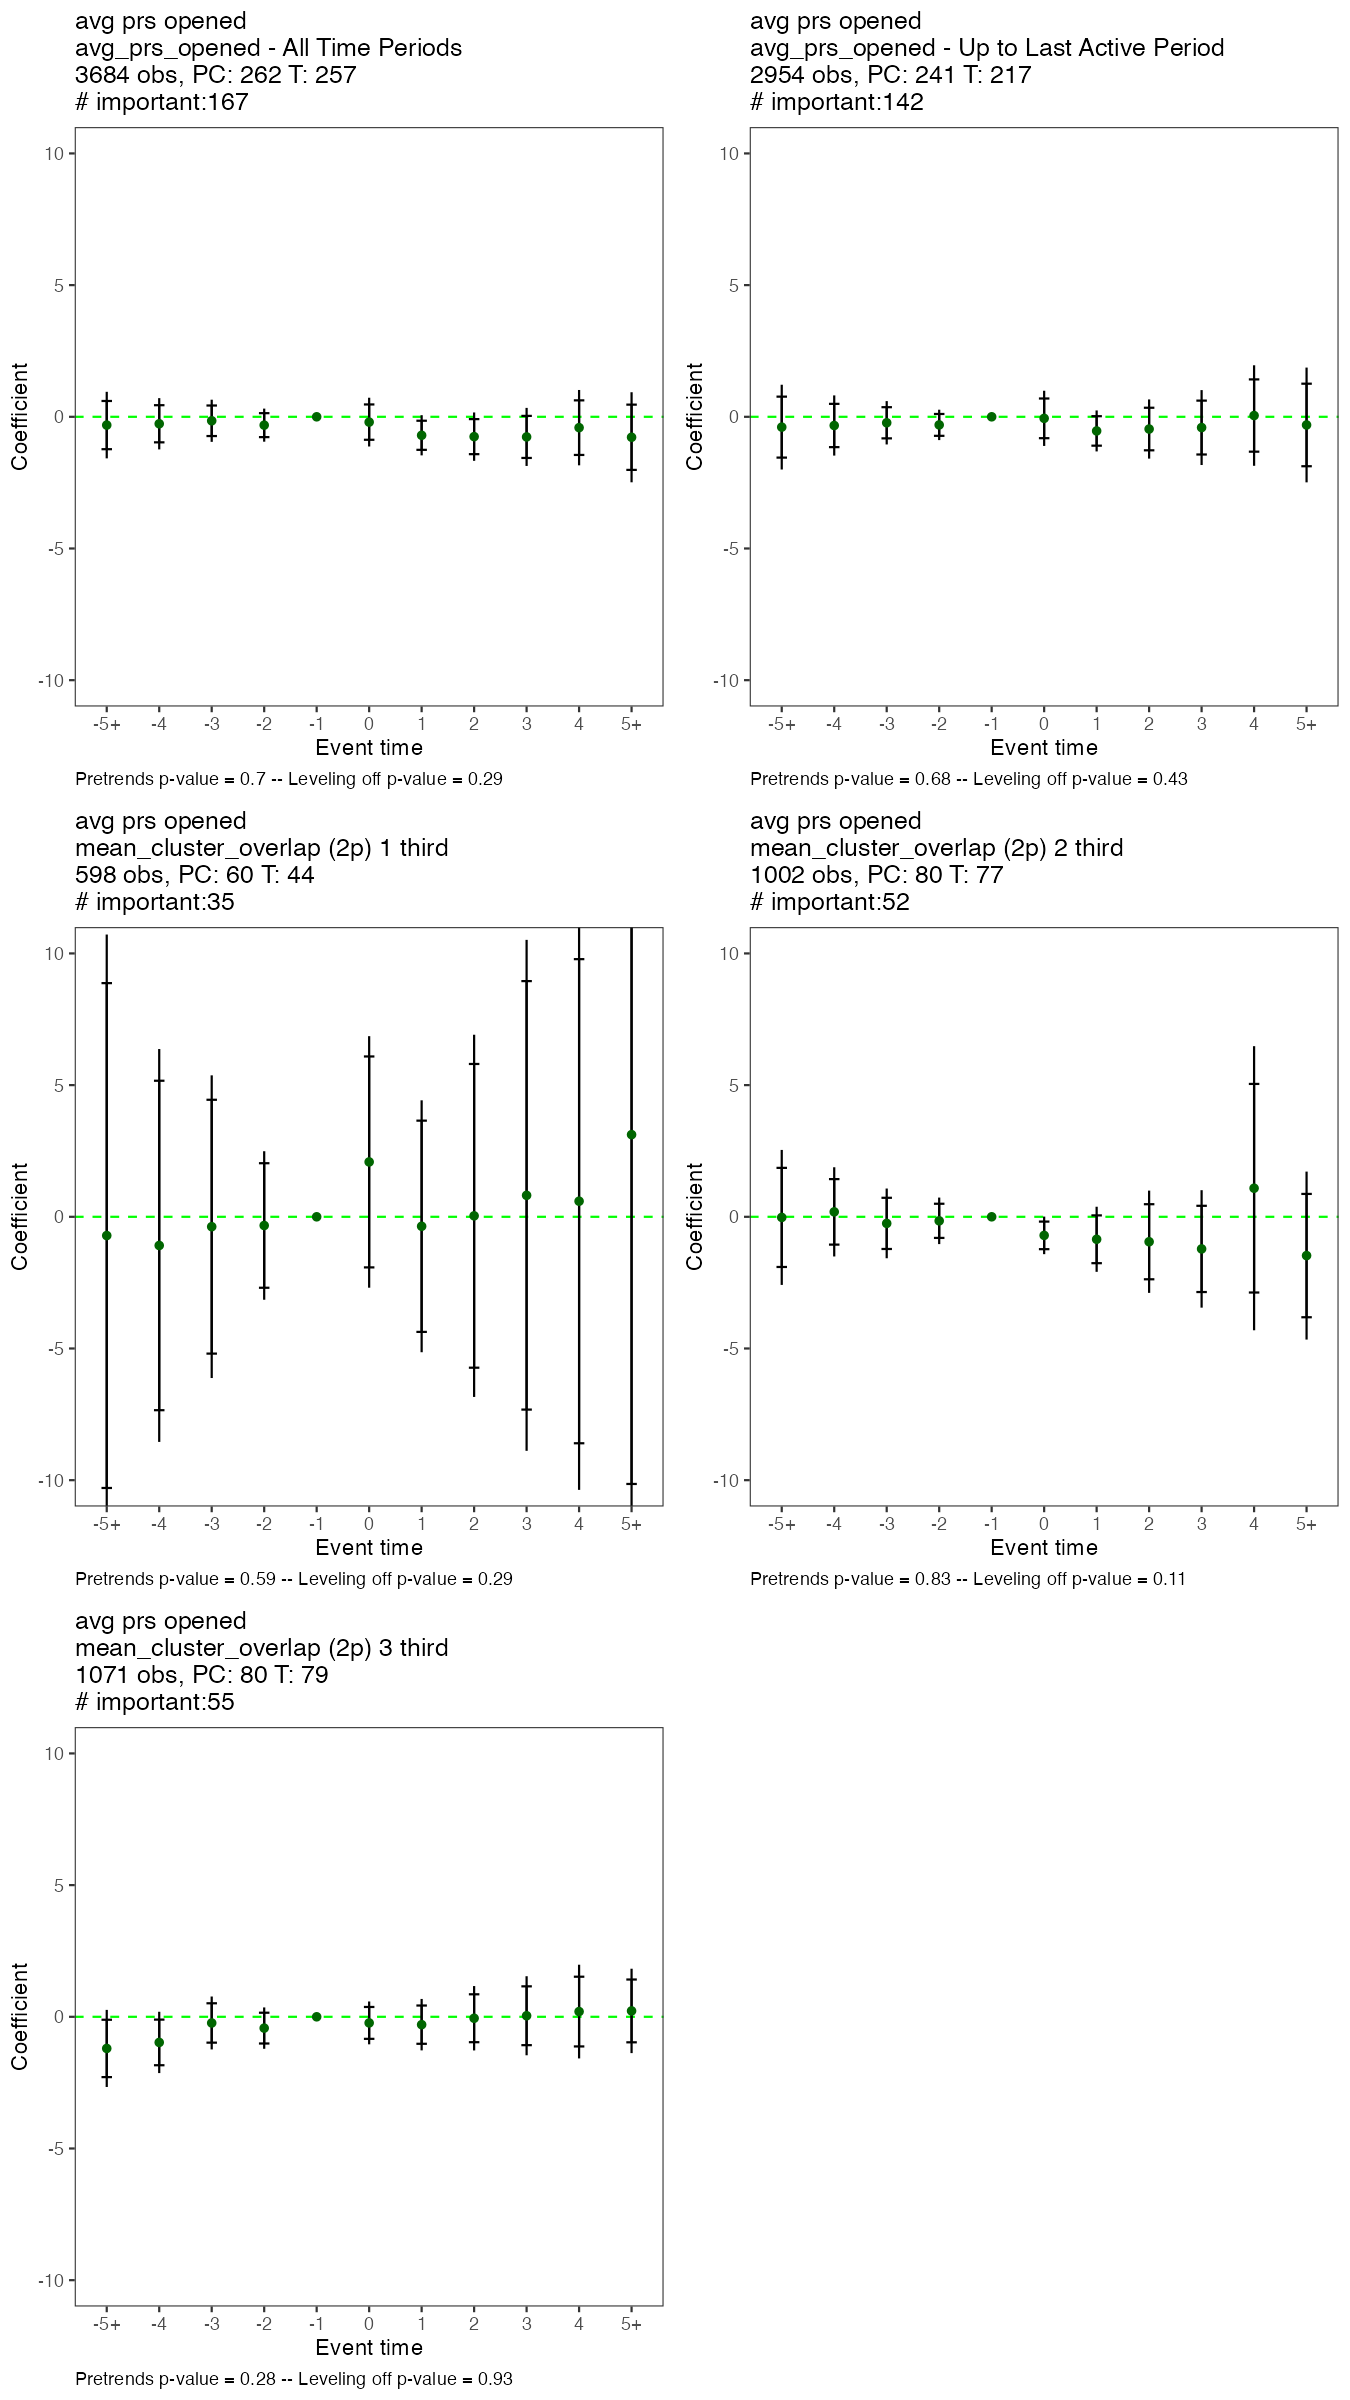 avg prs opened
avg_prs_opened - All Time Periods
3684 obs, PC: 262 T: 257
# important:167
10
5
0
-5
-10
Coefficient
-5+ -4 -3 -2 -1 0 1 2 3 4 5+
Event time
Pretrends p-value = 0.7 -- Leveling off p-value = 0.29
avg prs opened
avg_prs_opened - Up to Last Active Period
2954 obs, PC: 241 T: 217
# important:142
10
5
0
-5
-10
Coefficient
-5+ -4 -3 -2 -1 0 1 2 3 4 5+
Event time
Pretrends p-value = 0.68 -- Leveling off p-value = 0.43
avg prs opened
mean_cluster_overlap (2p) 1 third
598 obs, PC: 60 T: 44
# important:35
10
5
0
-5
-10
Coefficient
-5+ -4 -3 -2 -1 0 1 2 3 4 5+
Event time
Pretrends p-value = 0.59 -- Leveling off p-value = 0.29
avg prs opened
mean_cluster_overlap (2p) 2 third
1002 obs, PC: 80 T: 77
# important:52
10
5
0
-5
-10
Coefficient
-5+ -4 -3 -2 -1 0 1 2 3 4 5+
Event time
Pretrends p-value = 0.83 -- Leveling off p-value = 0.11
avg prs opened
mean_cluster_overlap (2p) 3 third
1071 obs, PC: 80 T: 79
# important:55
10
5
0
-5
-10
Coefficient
-5+ -4 -3 -2 -1 0 1 2 3 4 5+
Event time
Pretrends p-value = 0.28 -- Leveling off p-value = 0.93